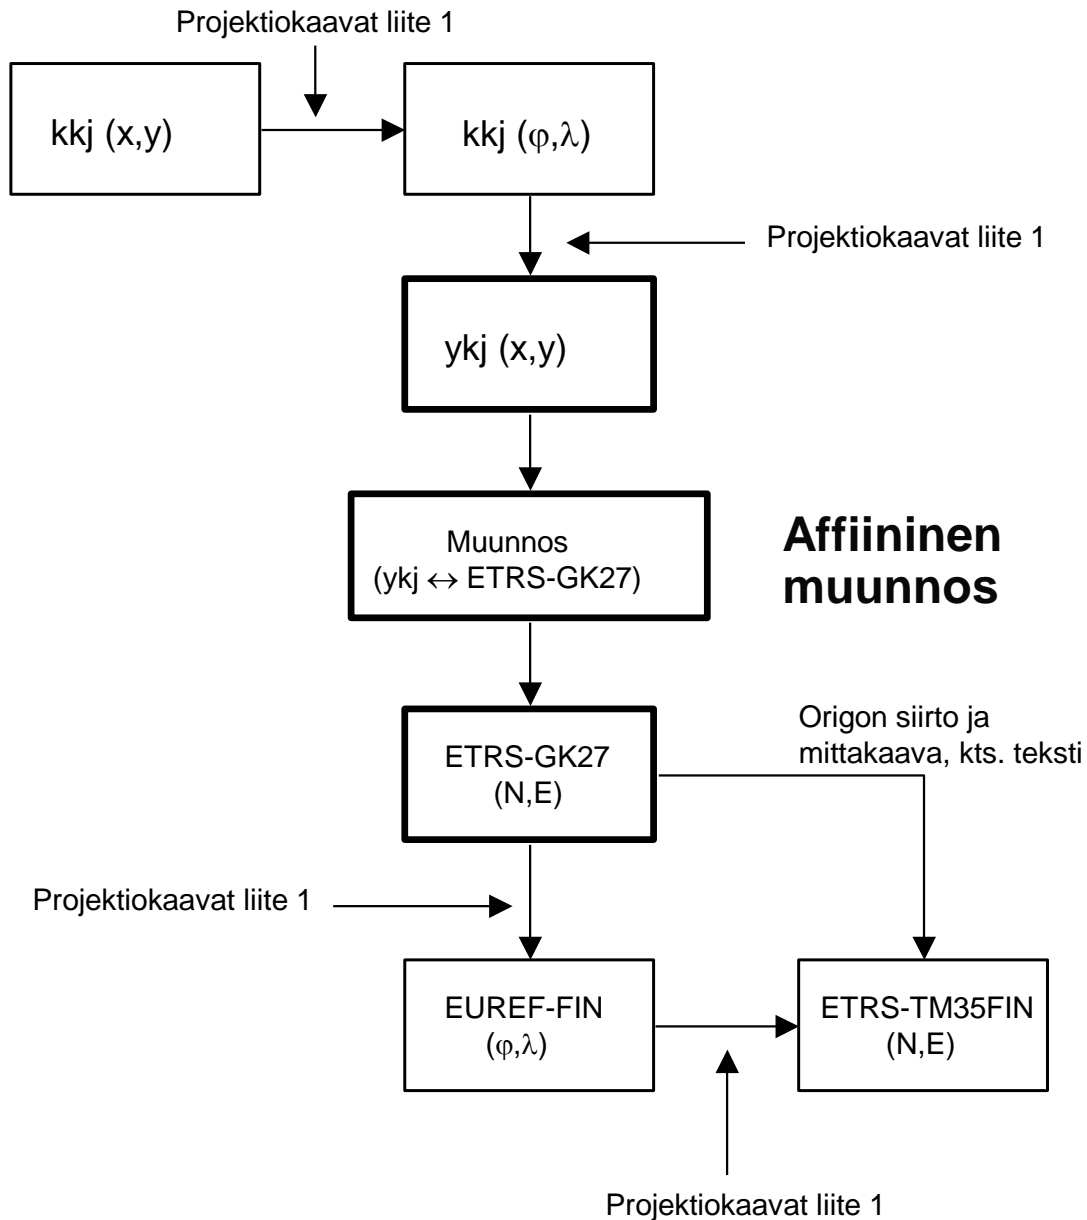 Projektiokaavat liite 1
kkj (x,y)
kkj (φ,λ)
Projektiokaavat liite 1
ykj (x,y)
Muunnos
(ykj ↔ ETRS-GK27)
Affiininen
muunnos
ETRS-GK27
(N,E)
Origon siirto ja
mittakaava, kts. teksti
Projektiokaavat liite 1
EUREF-FIN
(φ,λ)
ETRS-TM35FIN
(N,E)
Projektiokaavat liite 1